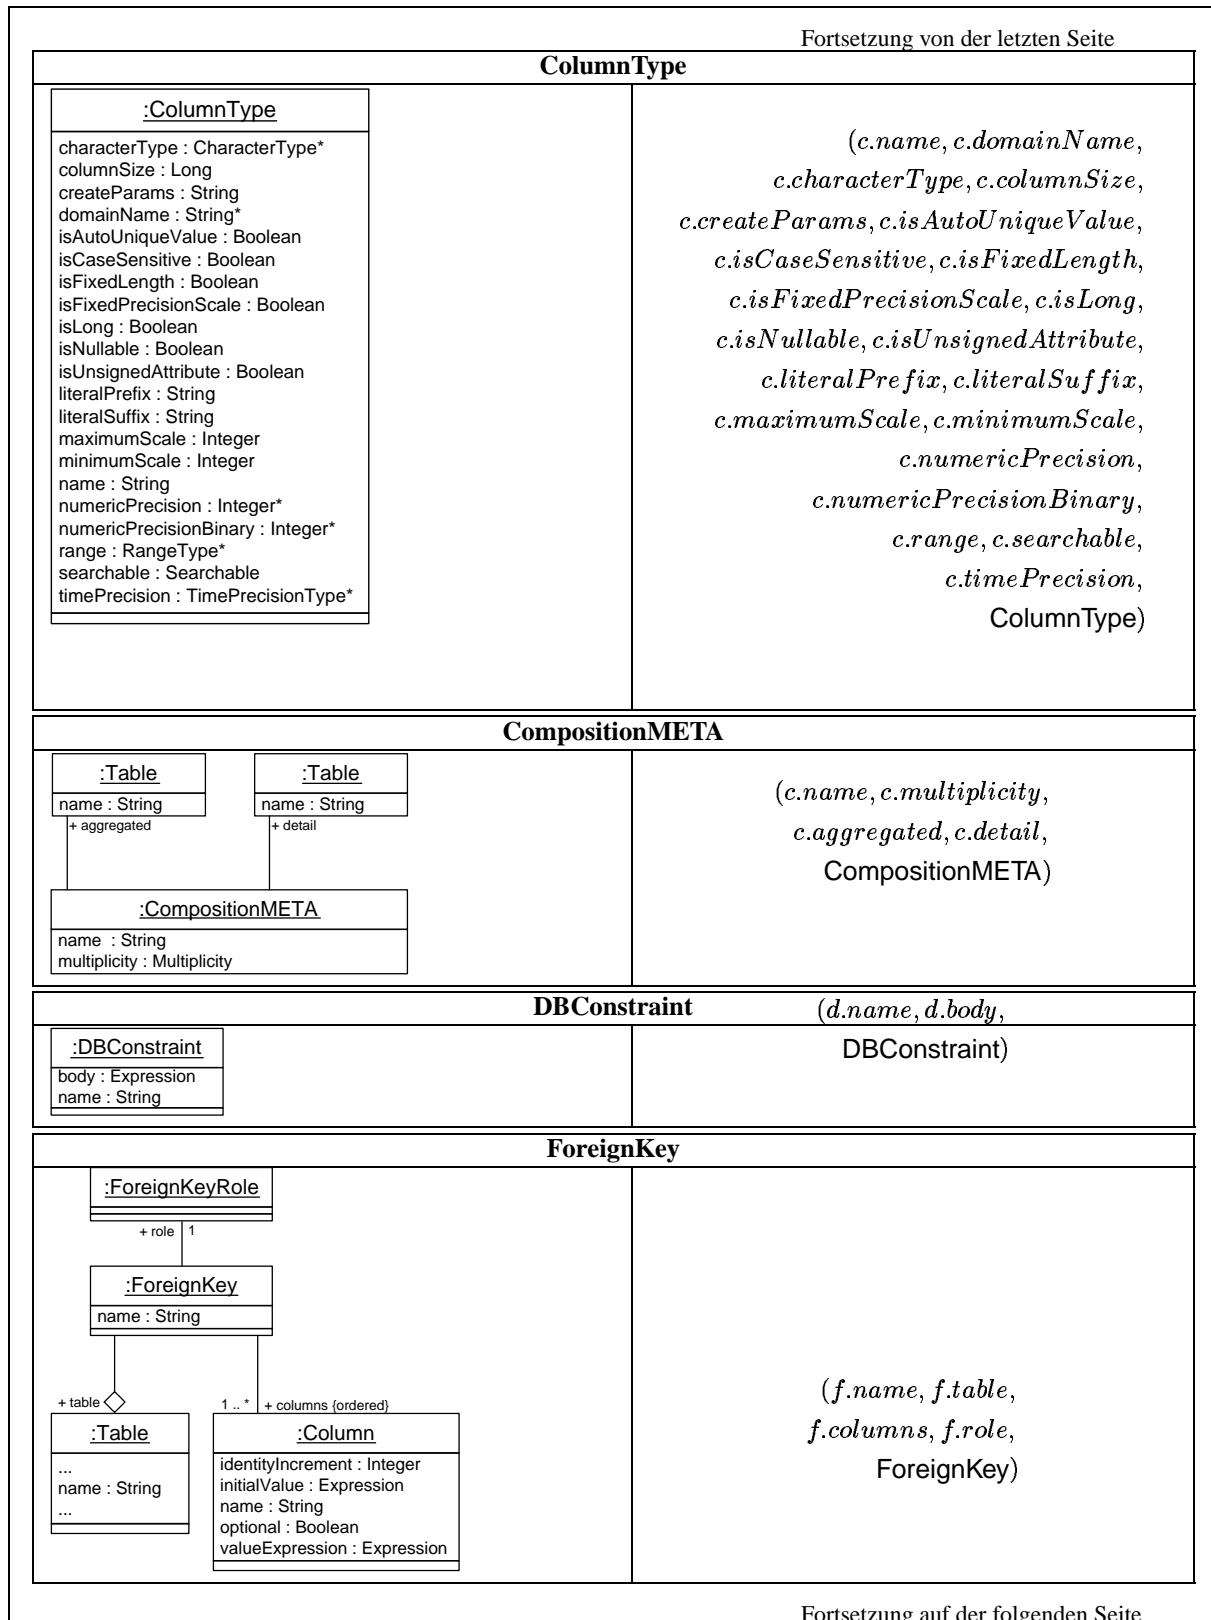 Fortsetzung von der letzten Seite
ColumnType
:ColumnType
characterType : CharacterType*
columnSize : Long
createParams : String
domainName : String*
isAutoUniqueValue : Boolean
isCaseSensitive : Boolean
isFixedLength : Boolean
isFixedPrecisionScale : Boolean
isLong : Boolean
isNullable : Boolean
isUnsignedAttribute : Boolean
literalPrefix : String
literalSuffix : String
maximumScale : Integer
minimumScale : Integer
name : String
numericPrecision : Integer*
numericPrecisionBinary : Integer*
range : RangeType*
searchable : Searchable
timePrecision : TimePrecisionType*
(c.name, c.domainName,
c.characterType, c.columnSize,
c.createParams, c.isAutoUniqueValue,
c.isCaseSensitive, c.isFixedLength,
c.isFixedPrecisionScale, c.isLong,
c.isNullable, c.isUnsignedAttribute,
c.literalPrefix, c.literalSuffix,
c.maximumScale, c.minimumScale,
c.numericPrecision,
c.numericPrecisionBinary,
c.range, c.searchable,
c.timePrecision,
ColumnType)
CompositionMETA
:Table
name : String
+ aggregated
:Table
name : String
+ detail
:CompositionMETA
name : String
multiplicity : Multiplicity
(c.name, c.multiplicity,
c.aggregated, c.detail,
CompositionMETA)
DBConstraint
:DBConstraint
body : Expression
name : String
(d.name, d.body,
DBConstraint)
ForeignKey
:ForeignKeyRole
+ role 1
:ForeignKey
name : String
+ table
1 .. * + columns {ordered}
:Table
...
name : String
...
:Column
identityIncrement : Integer
initialValue : Expression
name : String
optional : Boolean
valueExpression : Expression
(f.name, f.table,
f.columns, f.role,
ForeignKey)
Fortsetzung auf der folgenden Seite